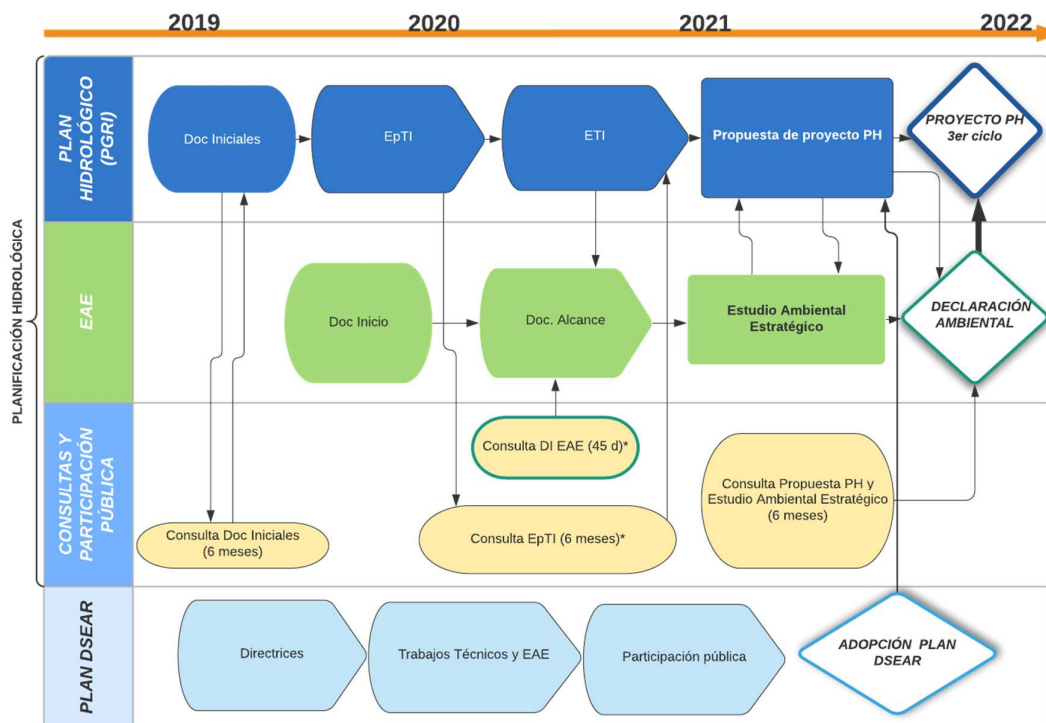 2019
2020
2021
2022
PLANIFICACIÓN HIDROLÓGICA
PLAN
HIDROLÓGICO
(PGRI)
Doc Iniciales
EpTI
ETI
Propuesta de proyecto PH
PROYECTO PH
3er ciclo
EAE
Doc Inicio
Doc. Alcance
Estudio Ambiental
Estratégico
DECLARACIÓN
AMBIENTAL
CONSULTAS Y
PARTICIPACIÓN
PÚBLICA
Consulta DI EAE (45 d)*
Consulta Doc Iniciales
(6 meses)
Consulta EpTI (6 meses)*
Consulta Propuesta PH y
Estudio Ambiental Estratégico
(6 meses)
PLAN DSEAR
Directrices
Trabajos Técnicos y EAE
Participación pública
ADOPCIÓN PLAN
DSEAR